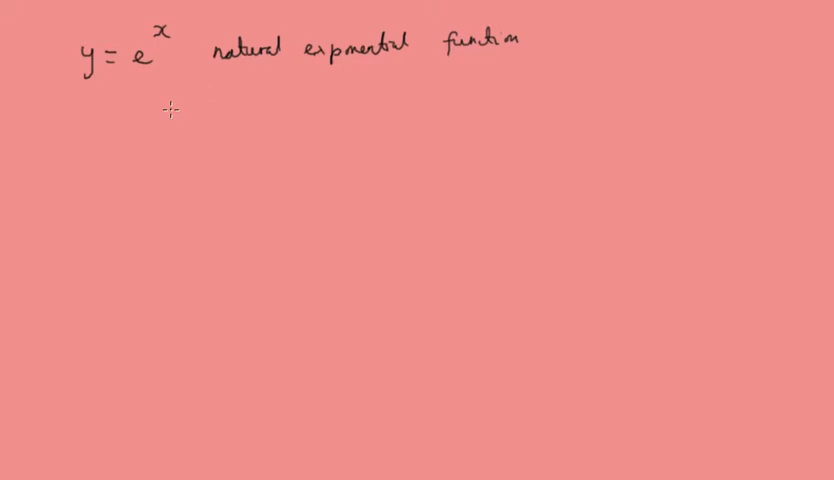 y = e^x natural exponential function